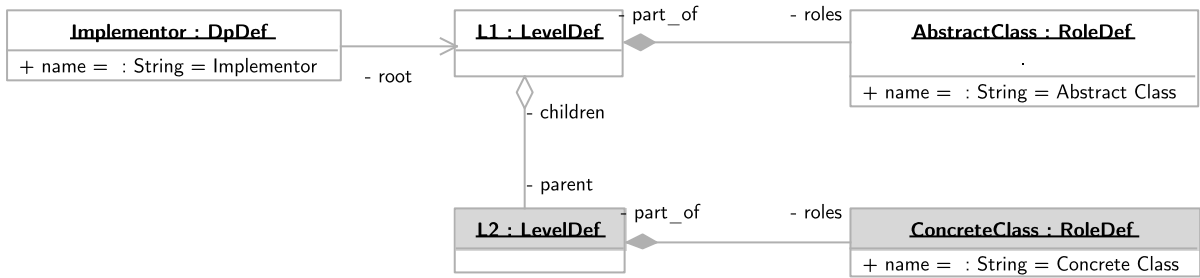 Implementor : DpDef
+ name = : String = Implementor
- root
L1 : LevelDef
- part_of
- roles
AbstractClass : RoleDef
.
+ name = : String = Abstract Class
- children
- parent
L2 : LevelDef
- part_of
- roles
ConcreteClass : RoleDef
+ name = : String = Concrete Class